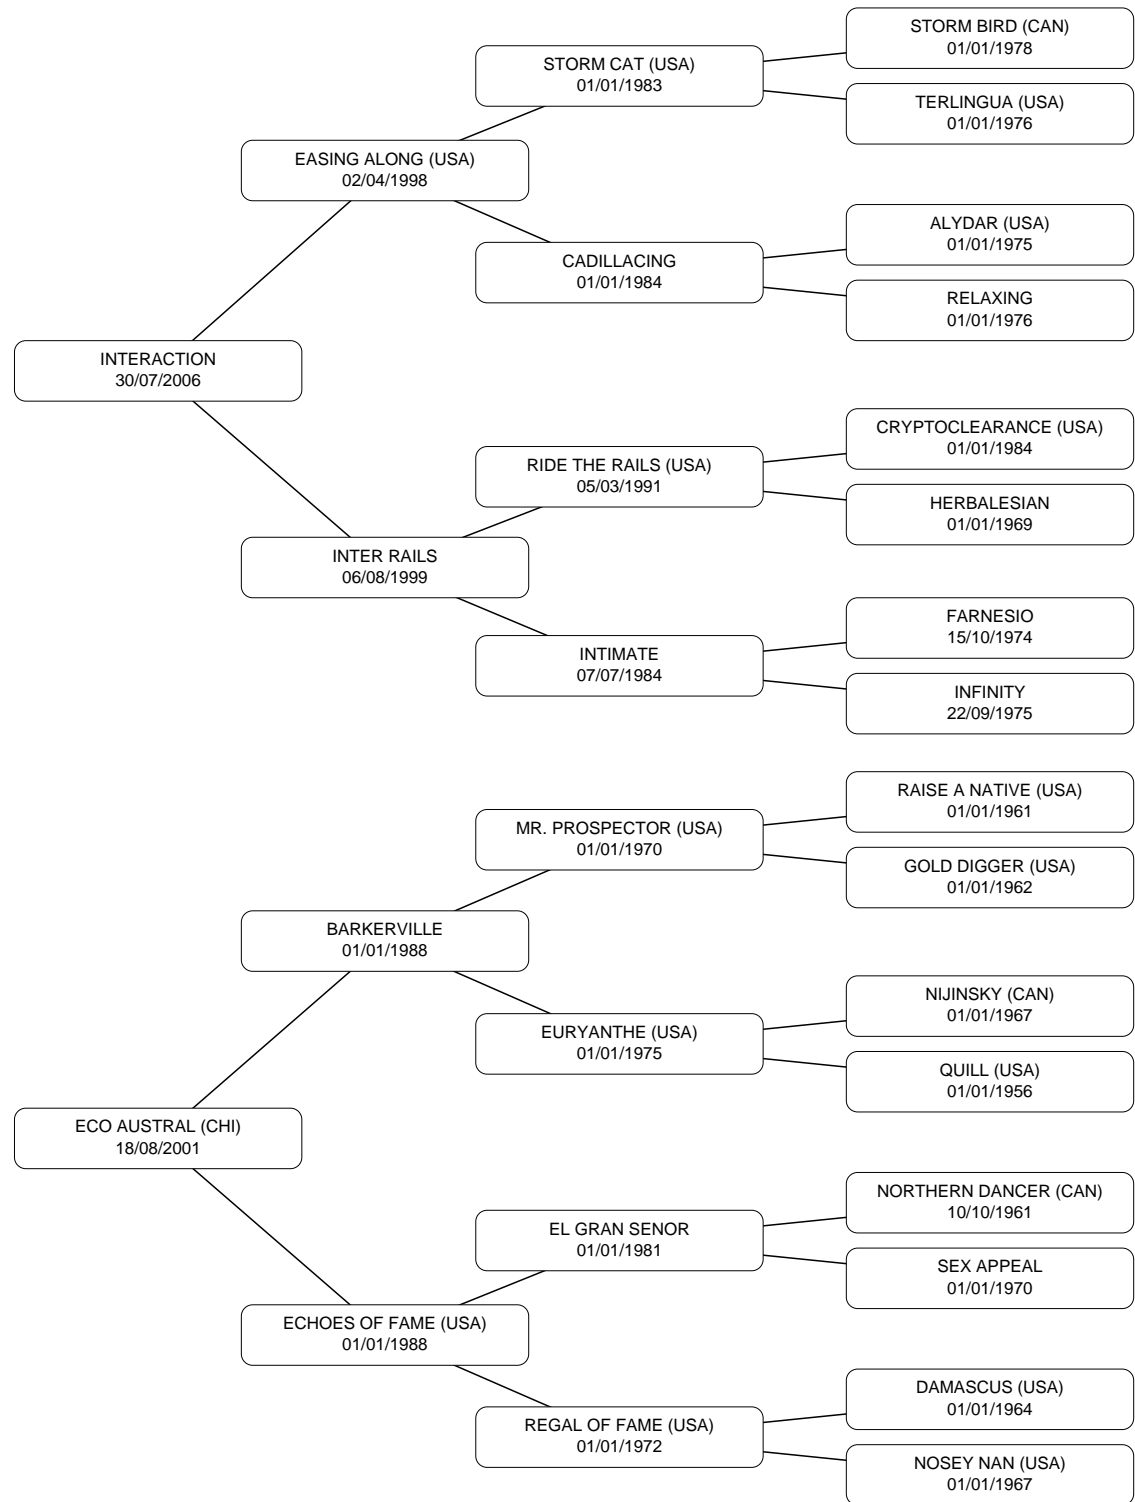 STORM BIRD (CAN)
01/01/1978
STORM CAT (USA)
01/01/1983
TERLINGUA (USA)
01/01/1976
EASING ALONG (USA)
02/04/1998
ALYDAR (USA)
01/01/1975
CADILLACING
01/01/1984
RELAXING
01/01/1976
INTERACTION
30/07/2006
CRYPTOCLEARANCE (USA)
01/01/1984
RIDE THE RAILS (USA)
05/03/1991
HERBALESIAN
01/01/1969
INTER RAILS
06/08/1999
FARNESIO
15/10/1974
INTIMATE
07/07/1984
INFINITY
22/09/1975
RAISE A NATIVE (USA)
01/01/1961
MR. PROSPECTOR (USA)
01/01/1970
GOLD DIGGER (USA)
01/01/1962
BARKERVILLE
01/01/1988
NIJINSKY (CAN)
01/01/1967
EURYANTHE (USA)
01/01/1975
QUILL (USA)
01/01/1956
ECO AUSTRAL (CHI)
18/08/2001
NORTHERN DANCER (CAN)
10/10/1961
EL GRAN SENOR
01/01/1981
SEX APPEAL
01/01/1970
ECHOES OF FAME (USA)
01/01/1988
DAMASCUS (USA)
01/01/1964
REGAL OF FAME (USA)
01/01/1972
NOSEY NAN (USA)
01/01/1967